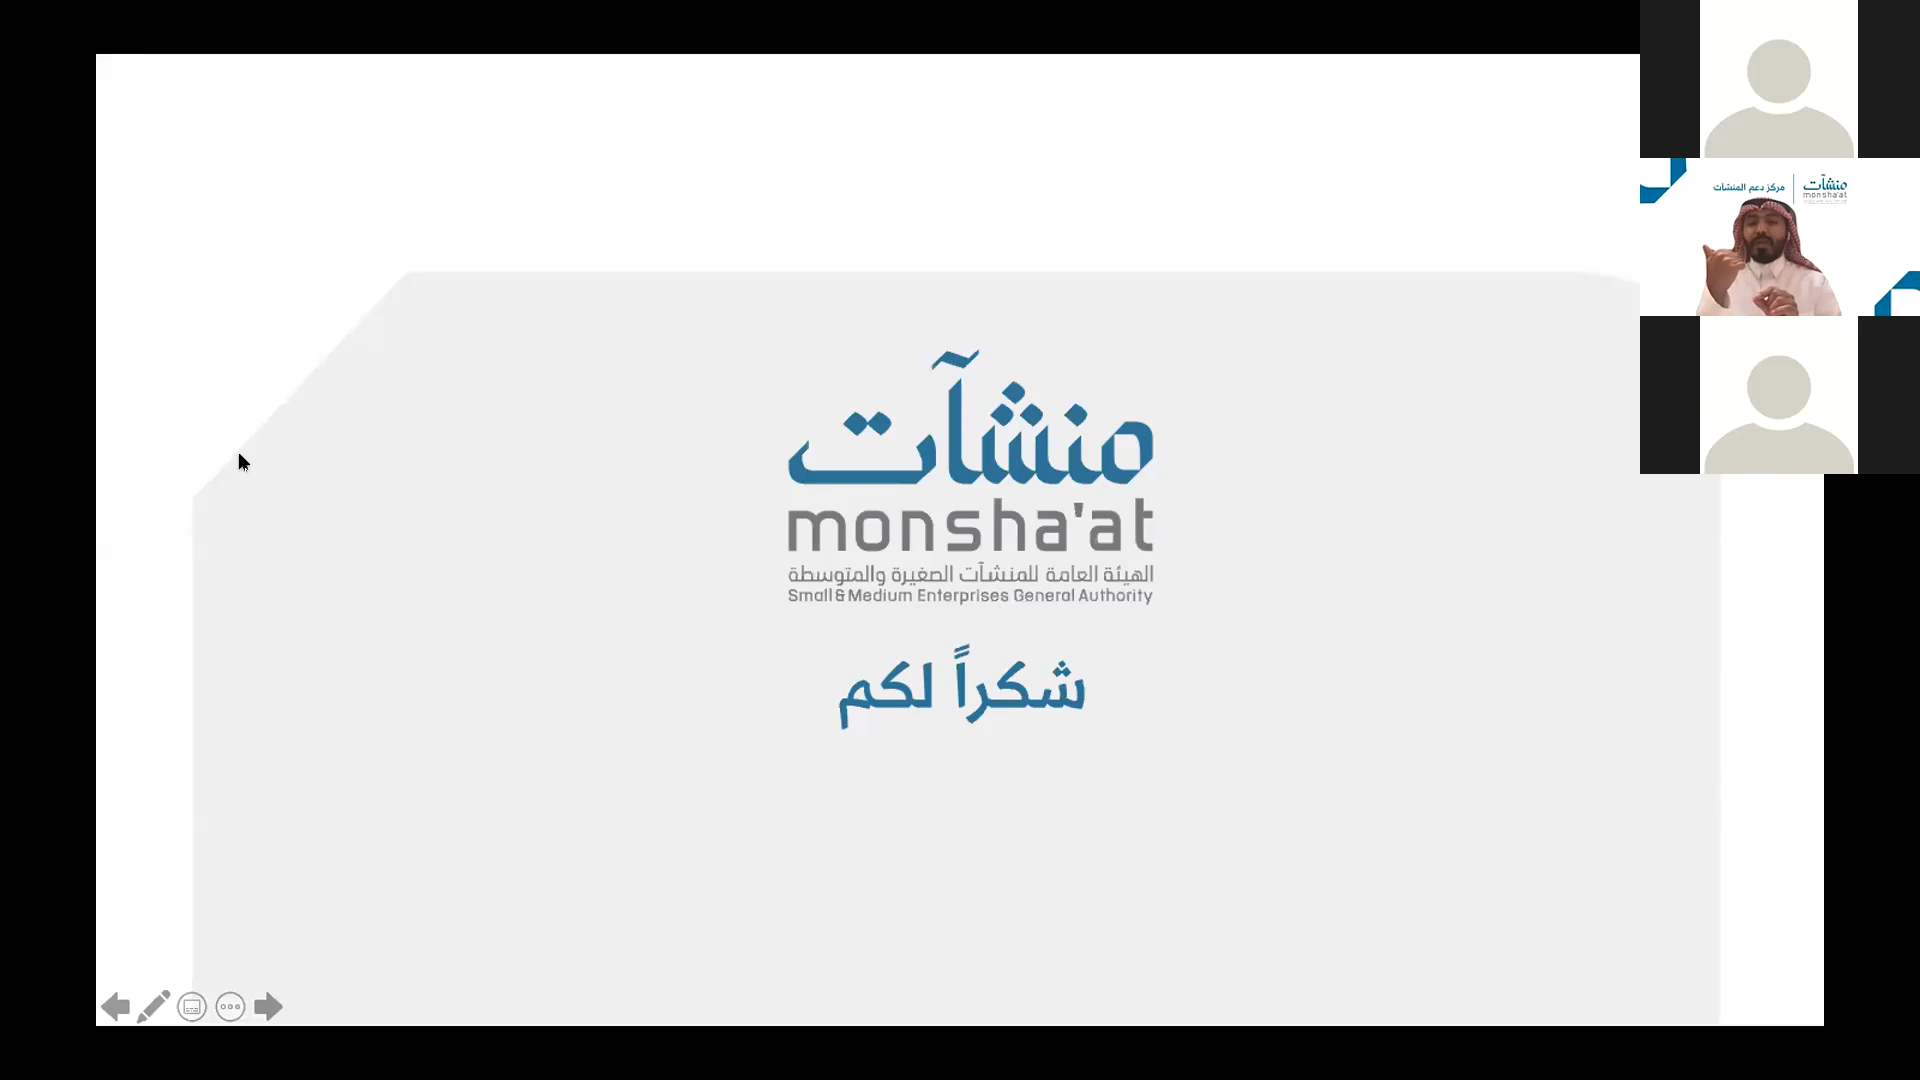 منشآت
monsha'at
الهيئة العامة للمنشآت الصغيرة والمتوسطة
Small & Medium Enterprises General Authority
شكراً لكم
منشآت
monsha'at
مركز دعم المنشآت